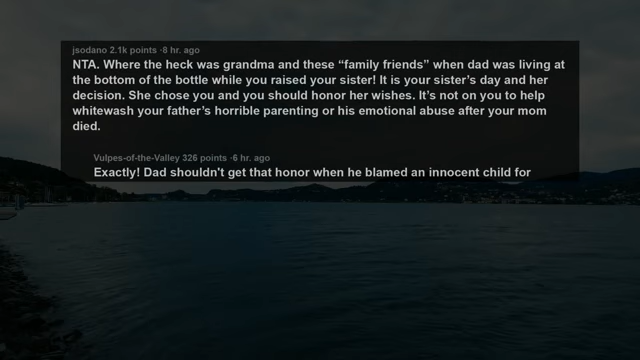 jsodano 2.1k points ·8 hr. ago
NTA. Where the heck was grandma and these “family friends” when dad was living at
the bottom of the bottle while you raised your sister! It is your sister’s day and her
decision. She chose you and you should honor her wishes. It’s not on you to help
whitewash your father’s horrible parenting or his emotional abuse after your mom
died.
Vulpes-of-the-Valley 326 points ·6 hr. ago
Exactly! Dad shouldn't get that honor when he blamed an innocent child for